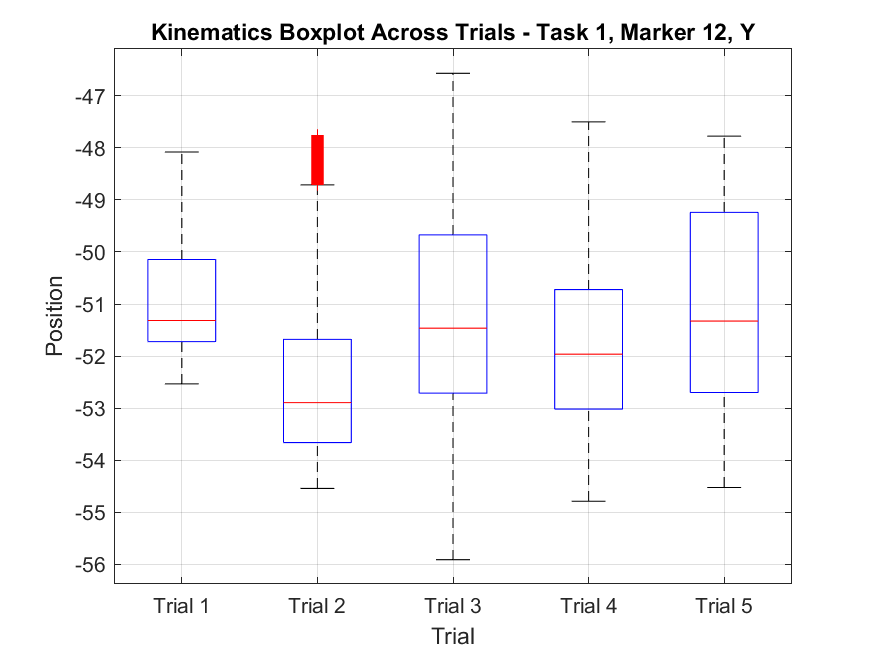 Kinematics Boxplot Across Trials - Task 1, Marker 12, Y
-47
-48
-49
-50
-51
-52
-53
-54
-55
-56
Position
Trial 1 Trial 2 Trial 3 Trial 4 Trial 5
Trial